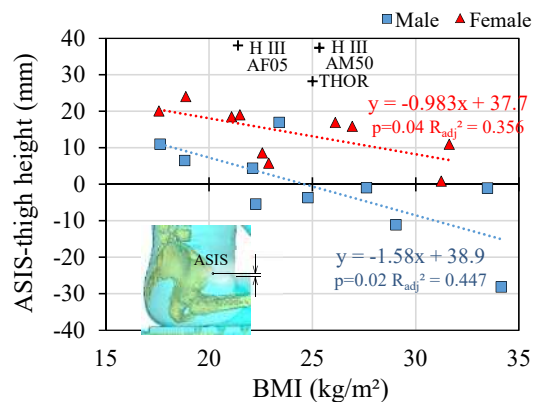 Male Female
40
30
20
10
0
-10
-20
-30
-40
ASIS-thigh height (mm)
H III
AF05
H III
AM50
THOR
y = -0.983x + 37.7
p=0.04 Radj² = 0.356
y = -1.58x + 38.9
p=0.02 Radj² = 0.447
ASIS
15 20 25 30 35
BMI (kg/m²)